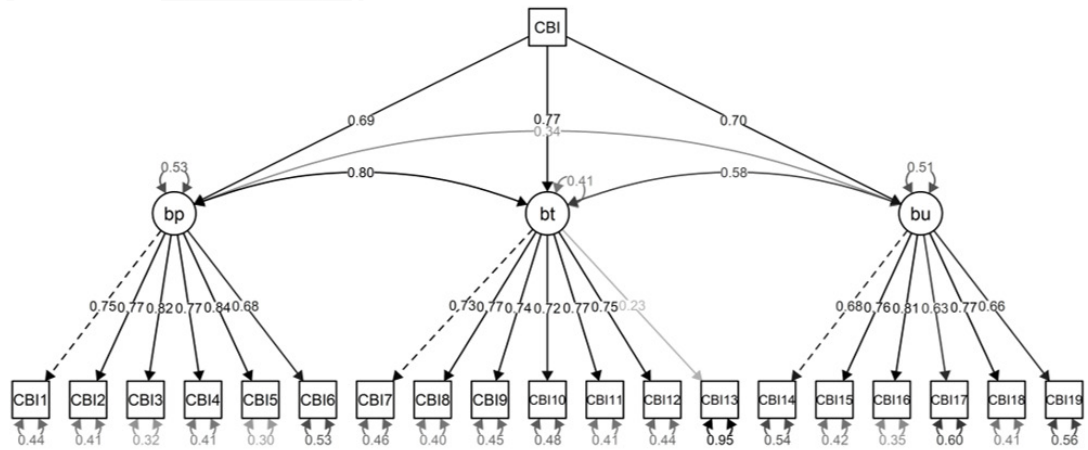 CBI
0.69 0.77 0.70
0.34
0.53 0.80 0.41 0.58 0.51
bp bt bu
0.75 0.77 0.82 0.77 0.84 0.68 0.73 0.77 0.74 0.72 0.77 0.75 0.23 0.68 0.76 0.81 0.63 0.77 0.66
CBI1 CBI2 CBI3 CBI4 CBI5 CBI6 CBI7 CBI8 CBI9 CBI10 CBI11 CBI12 CBI13 CBI14 CBI15 CBI16 CBI17 CBI18 CBI19
0.44 0.41 0.32 0.41 0.30 0.53 0.46 0.40 0.45 0.48 0.41 0.44 0.95 0.54 0.42 0.35 0.60 0.41 0.56